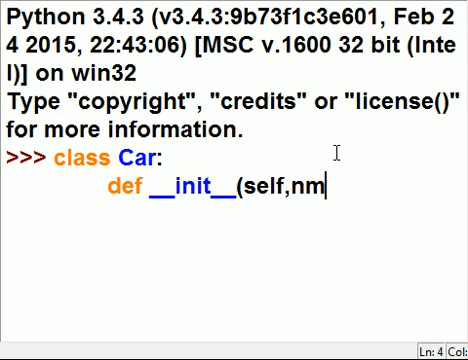 Python 3.4.3 (v3.4.3:9b73f1c3e601, Feb 2
4 2015, 22:43:06) [MSC v.1600 32 bit (Inte
l)] on win32
Type "copyright", "credits" or "license()"
for more information.
>>> class Car:
def __init__(self,nm
Ln: 4 Col: